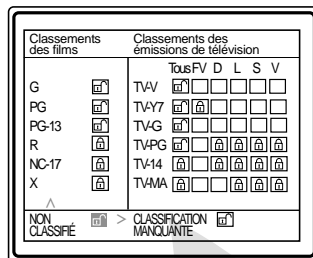 Classements des films
Classements des émissions de télévision
Tous FV D L S V
G TV-V
PG TV-Y7
PG-13 TV-G
R TV-PG
NC-17 TV-14
X TV-MA
NON CLASSIFIÉ > CLASSIFICATION MANQUANTE